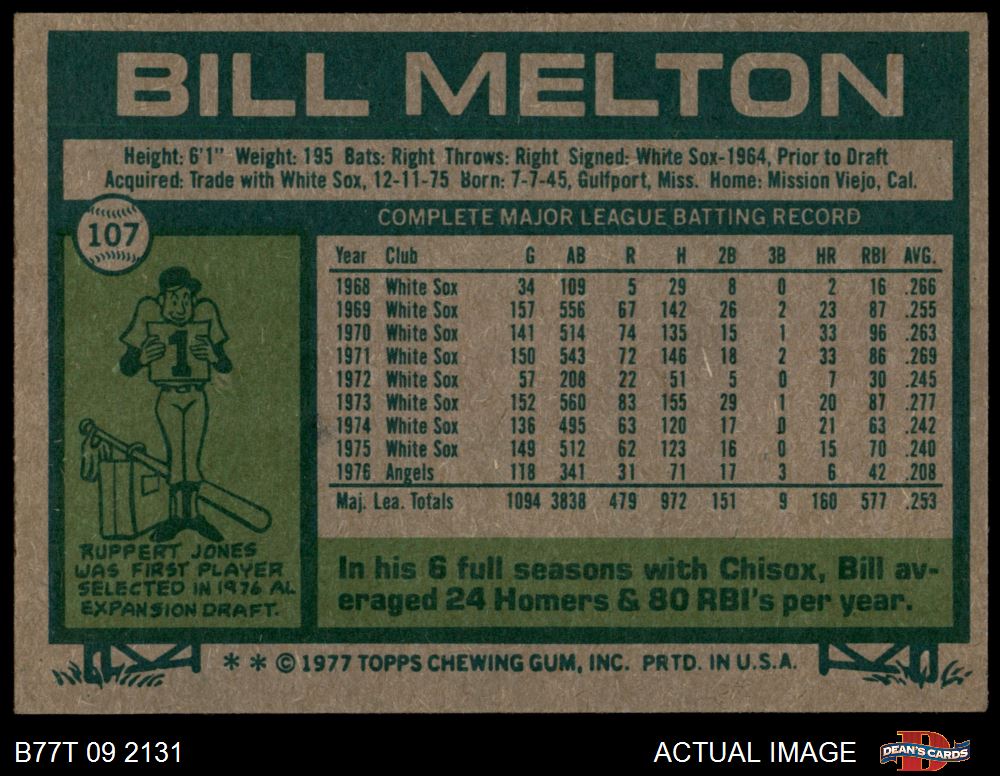 BILL MELTON
Height: 6'1" Weight: 195 Bats: Right Throws: Right Signed: White Sox-1964, Prior to Draft
Acquired: Trade with White Sox, 12-11-75 Born: 7-7-45, Gulfport, Miss. Home: Mission Viejo, Cal.
107
COMPLETE MAJOR LEAGUE BATTING RECORD
Year Club G AB R H 2B 3B HR RBI AVG.
1968 White Sox 34 109 5 29 8 0 2 16 .266
1969 White Sox 157 556 67 142 26 2 23 87 .255
1970 White Sox 141 514 74 135 15 1 33 96 .263
1971 White Sox 150 543 72 146 18 2 33 86 .269
1972 White Sox 57 208 22 51 5 0 7 30 .245
1973 White Sox 152 560 83 155 29 1 20 87 .277
1974 White Sox 136 495 63 120 17 0 21 63 .242
1975 White Sox 149 512 62 123 16 0 15 70 .240
1976 Angels 118 341 31 71 17 3 6 42 .208
Maj. Lea. Totals 1094 3838 479 972 151 9 160 577 .253
1
RUPPERT JONES
WAS FIRST PLAYER
SELECTED IN 1976 AL
EXPANSION DRAFT.
In his 6 full seasons with Chisox, Bill av-
eraged 24 Homers & 80 RBI's per year.
* * © 1977 TOPPS CHEWING GUM, INC. PRTD. IN U.S.A.
B77T 09 2131
ACTUAL IMAGE
D
DEAN'S CARDS